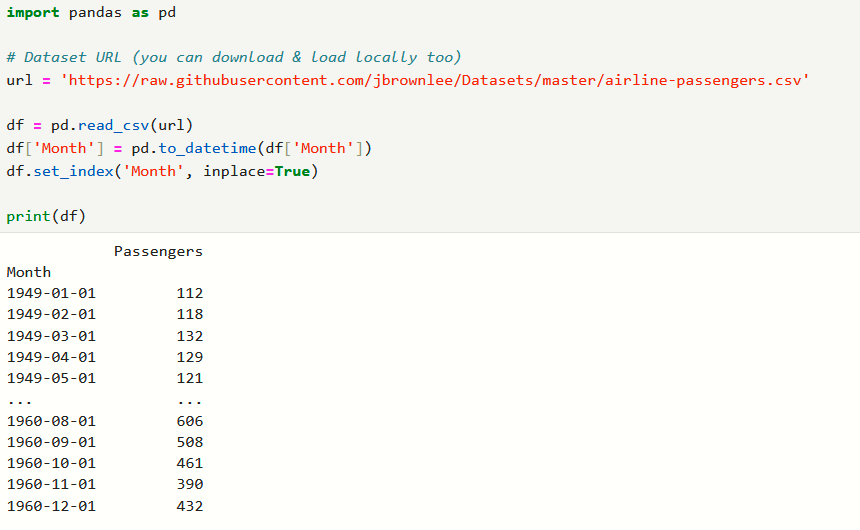 import pandas as pd
# Dataset URL (you can download & load locally too)
url = 'https://raw.githubusercontent.com/jbrownlee/Datasets/master/airline-passengers.csv'
df = pd.read_csv(url)
df['Month'] = pd.to_datetime(df['Month'])
df.set_index('Month', inplace=True)
print(df)
Passengers
Month
1949-01-01 112
1949-02-01 118
1949-03-01 132
1949-04-01 129
1949-05-01 121
... ...
1960-08-01 606
1960-09-01 508
1960-10-01 461
1960-11-01 390
1960-12-01 432